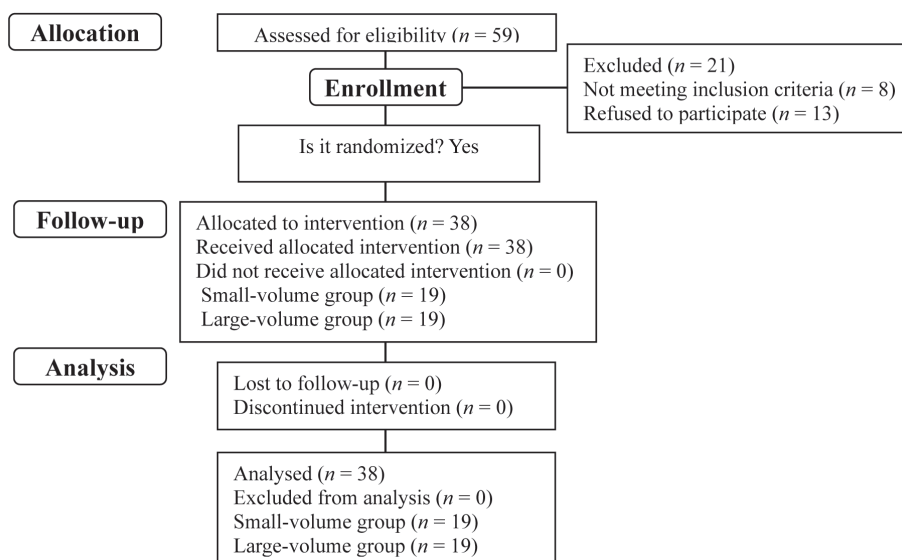 Allocation
Assessed for eligibility (n = 59)
Enrollment
Excluded (n = 21)
Not meeting inclusion criteria (n = 8)
Refused to participate (n = 13)
Is it randomized? Yes
Follow-up
Allocated to intervention (n = 38)
Received allocated intervention (n = 38)
Did not receive allocated intervention (n = 0)
Small-volume group (n = 19)
Large-volume group (n = 19)
Analysis
Lost to follow-up (n = 0)
Discontinued intervention (n = 0)
Analysed (n = 38)
Excluded from analysis (n = 0)
Small-volume group (n = 19)
Large-volume group (n = 19)